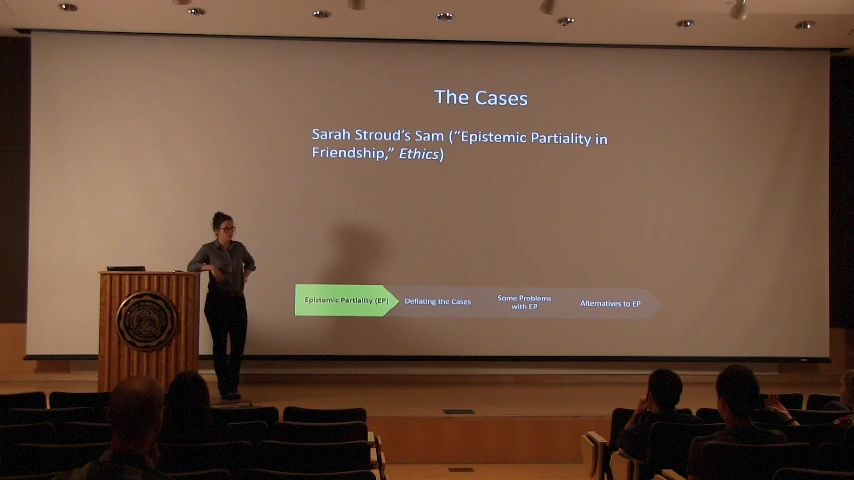 The Cases
Sarah Stroud's Sam ("Epistemic Partiality in
Friendship," Ethics)
Epistemic Partiality (EP)
Deflating the Cases
Some Problems
with EP
Alternatives to EP